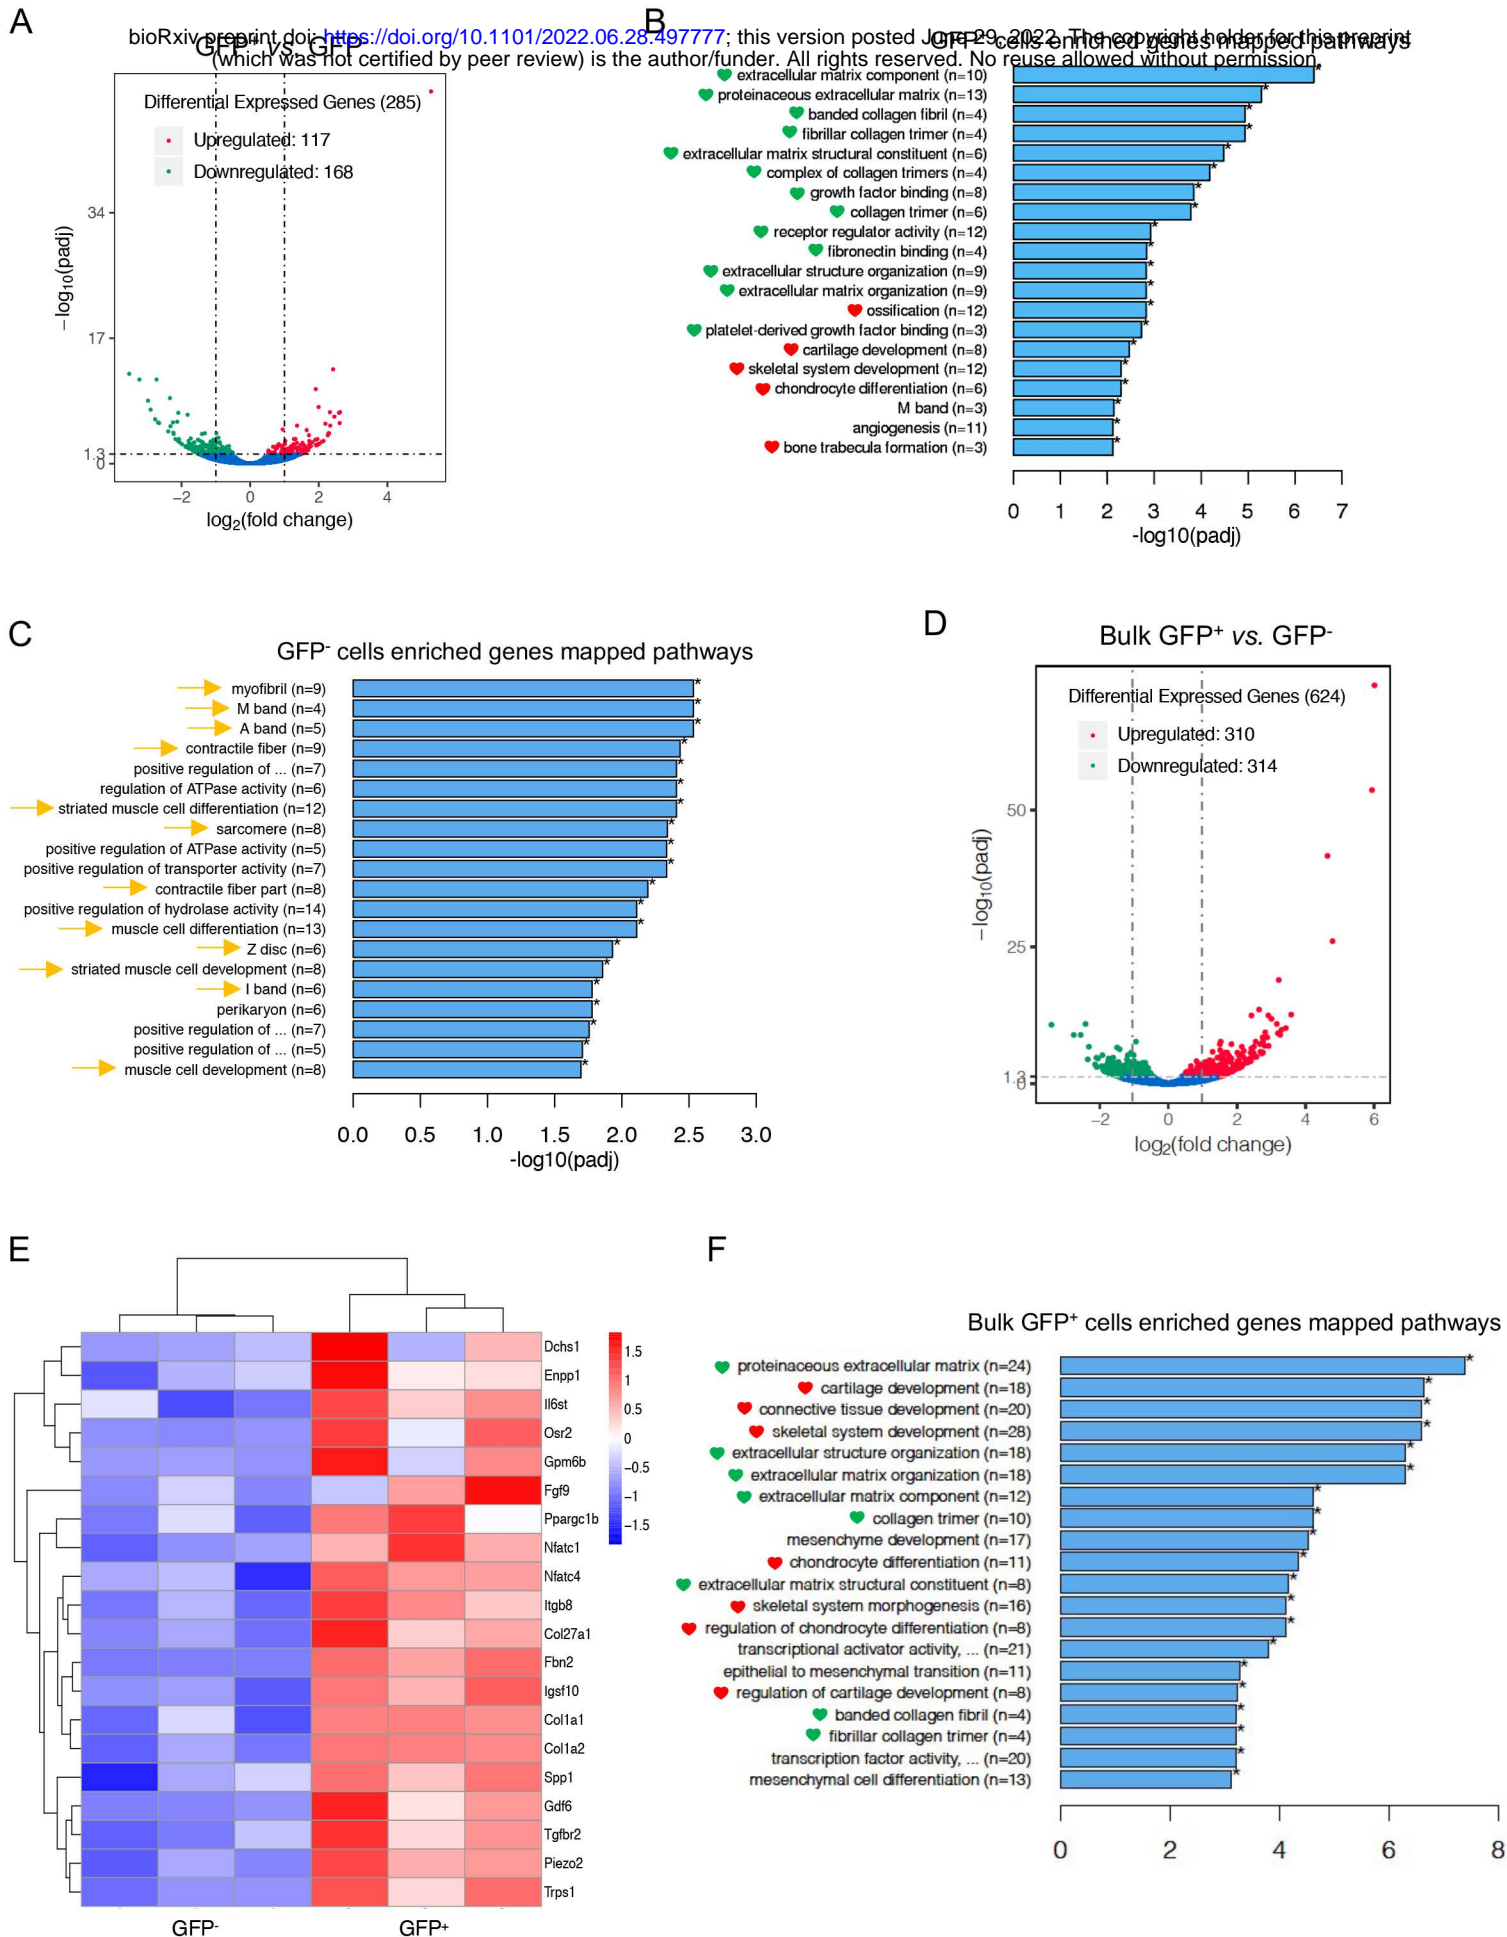 A
B
bioRxiv preprint doi: https://doi.org/10.1101/2022.06.28.497777; this version posted June 29, 2022. The copyright holder for this preprint
(which was not certified by peer review) is the author/funder. All rights reserved. No reuse allowed without permission.
GFP+ vs. GFP-
Differential Expressed Genes (285)
Upregulated: 117
Downregulated: 168
34
17
1.3
0
−log10(padj)
−2 0 2 4
log2(fold change)
GFP+ cells enriched genes mapped pathways
extracellular matrix component (n=10)
proteinaceous extracellular matrix (n=13)
banded collagen fibril (n=4)
fibrillar collagen trimer (n=4)
extracellular matrix structural constituent (n=6)
complex of collagen trimers (n=4)
growth factor binding (n=8)
collagen trimer (n=6)
receptor regulator activity (n=12)
fibronectin binding (n=4)
extracellular structure organization (n=9)
extracellular matrix organization (n=9)
ossification (n=12)
platelet-derived growth factor binding (n=3)
cartilage development (n=8)
skeletal system development (n=12)
chondrocyte differentiation (n=6)
M band (n=3)
angiogenesis (n=11)
bone trabecula formation (n=3)
0 1 2 3 4 5 6 7
-log10(padj)
C
GFP- cells enriched genes mapped pathways
myofibril (n=9)
M band (n=4)
A band (n=5)
contractile fiber (n=9)
positive regulation of ... (n=7)
regulation of ATPase activity (n=6)
striated muscle cell differentiation (n=12)
sarcomere (n=8)
positive regulation of ATPase activity (n=5)
positive regulation of transporter activity (n=7)
contractile fiber part (n=8)
positive regulation of hydrolase activity (n=14)
muscle cell differentiation (n=13)
Z disc (n=6)
striated muscle cell development (n=8)
I band (n=6)
perikaryon (n=6)
positive regulation of ... (n=7)
positive regulation of ... (n=5)
muscle cell development (n=8)
0.0 0.5 1.0 1.5 2.0 2.5 3.0
-log10(padj)
D
Bulk GFP+ vs. GFP-
Differential Expressed Genes (624)
Upregulated: 310
Downregulated: 314
50
25
1.3
0
−log10(padj)
−2 0 2 4 6
log2(fold change)
E
Dchs1
Enpp1
Il6st
Osr2
Gpm6b
Fgf9
Ppargc1b
Nfatc1
Nfatc4
Itgb8
Col27a1
Fbn2
Igsf10
Col1a1
Col1a2
Spp1
Gdf6
Tgfbr2
Piezo2
Trps1
1.5
1
0.5
0
−0.5
−1
−1.5
GFP- GFP+
F
Bulk GFP+ cells enriched genes mapped pathways
proteinaceous extracellular matrix (n=24)
cartilage development (n=18)
connective tissue development (n=20)
skeletal system development (n=28)
extracellular structure organization (n=18)
extracellular matrix organization (n=18)
extracellular matrix component (n=12)
collagen trimer (n=10)
mesenchyme development (n=17)
chondrocyte differentiation (n=11)
extracellular matrix structural constituent (n=8)
skeletal system morphogenesis (n=16)
regulation of chondrocyte differentiation (n=8)
transcriptional activator activity, ... (n=21)
epithelial to mesenchymal transition (n=11)
regulation of cartilage development (n=8)
banded collagen fibril (n=4)
fibrillar collagen trimer (n=4)
transcription factor activity, ... (n=20)
mesenchymal cell differentiation (n=13)
0 2 4 6 8